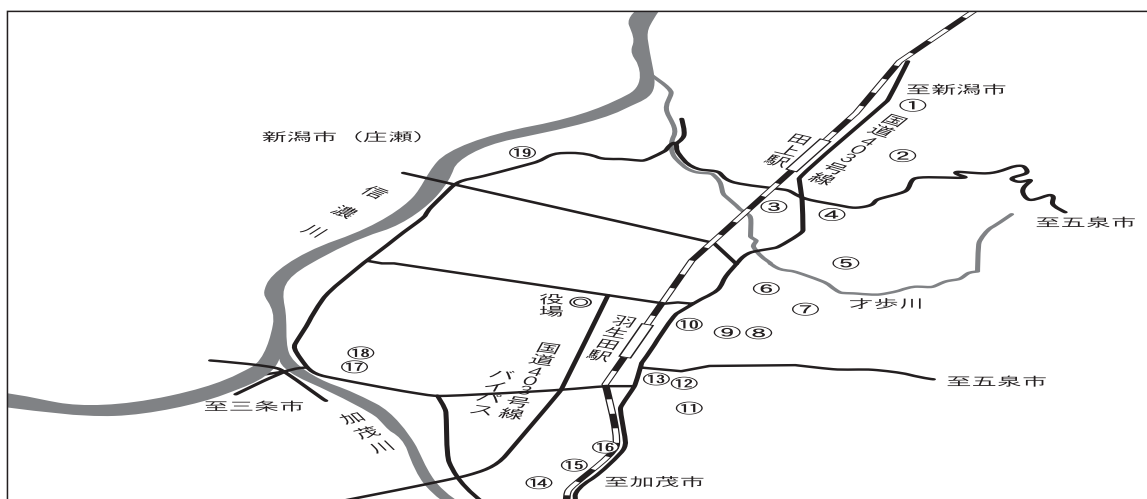 至新潟市
①
国道403号線
新潟市（庄瀬）
田上駅
⑲
②
信濃川
③
④
至五泉市
⑤
⑥
才歩川
役場
◎
⑦
羽生田駅
⑩
⑨
⑧
国道403号線
バイパス
⑱
⑰
⑬
⑫
至五泉市
至三条市
⑪
加茂川
⑯
⑮
⑭
至加茂市